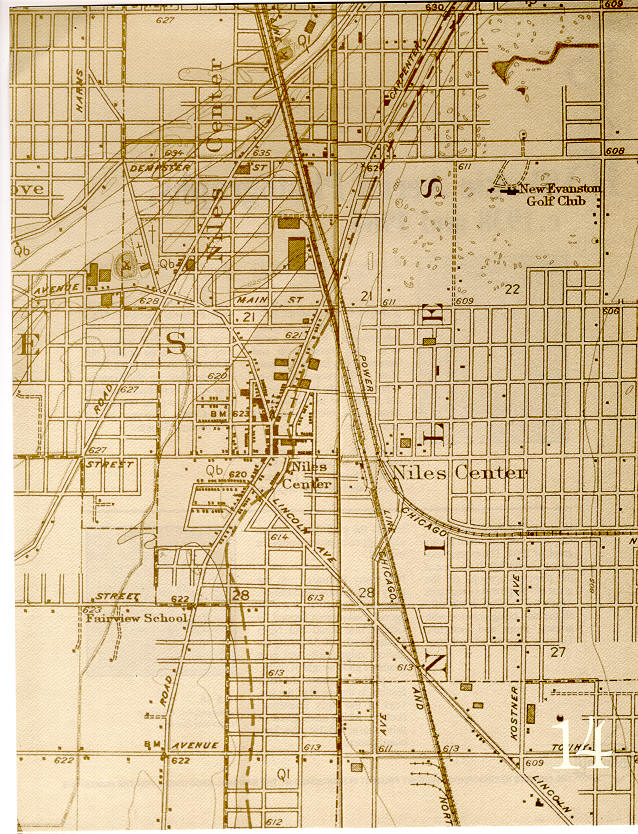 630
609
627
Ql
HARMS
CARPENTER
Niles Center
634
635
608
DEMPSTER ST
62
611
ove
New Evanston
Golf Club
S
Qb
Qb
AVENUE
628
MAIN ST
21
611
609
22
606
21
E
S
E
621
POWER
620
627
BM 623
ROAD
L
627
STREET
Qb
Niles
Center
Niles Center
620
LINCOLN AVE
LINE
CHICAGO
N
614
I
CHICAGO
AVE
STREET
622
28
613
28
623
Fairview School
27
613
613
N
ROAD
AND
KOSTNER
AVE
14
BM
AVENUE
613
611
613
TOUHY
622
622
609
LINCOLN
Ql
NORT
612